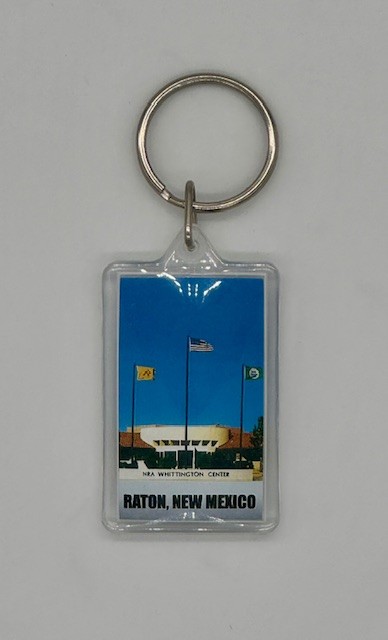 NRA WHITTINGTON CENTER
RATON, NEW MEXICO